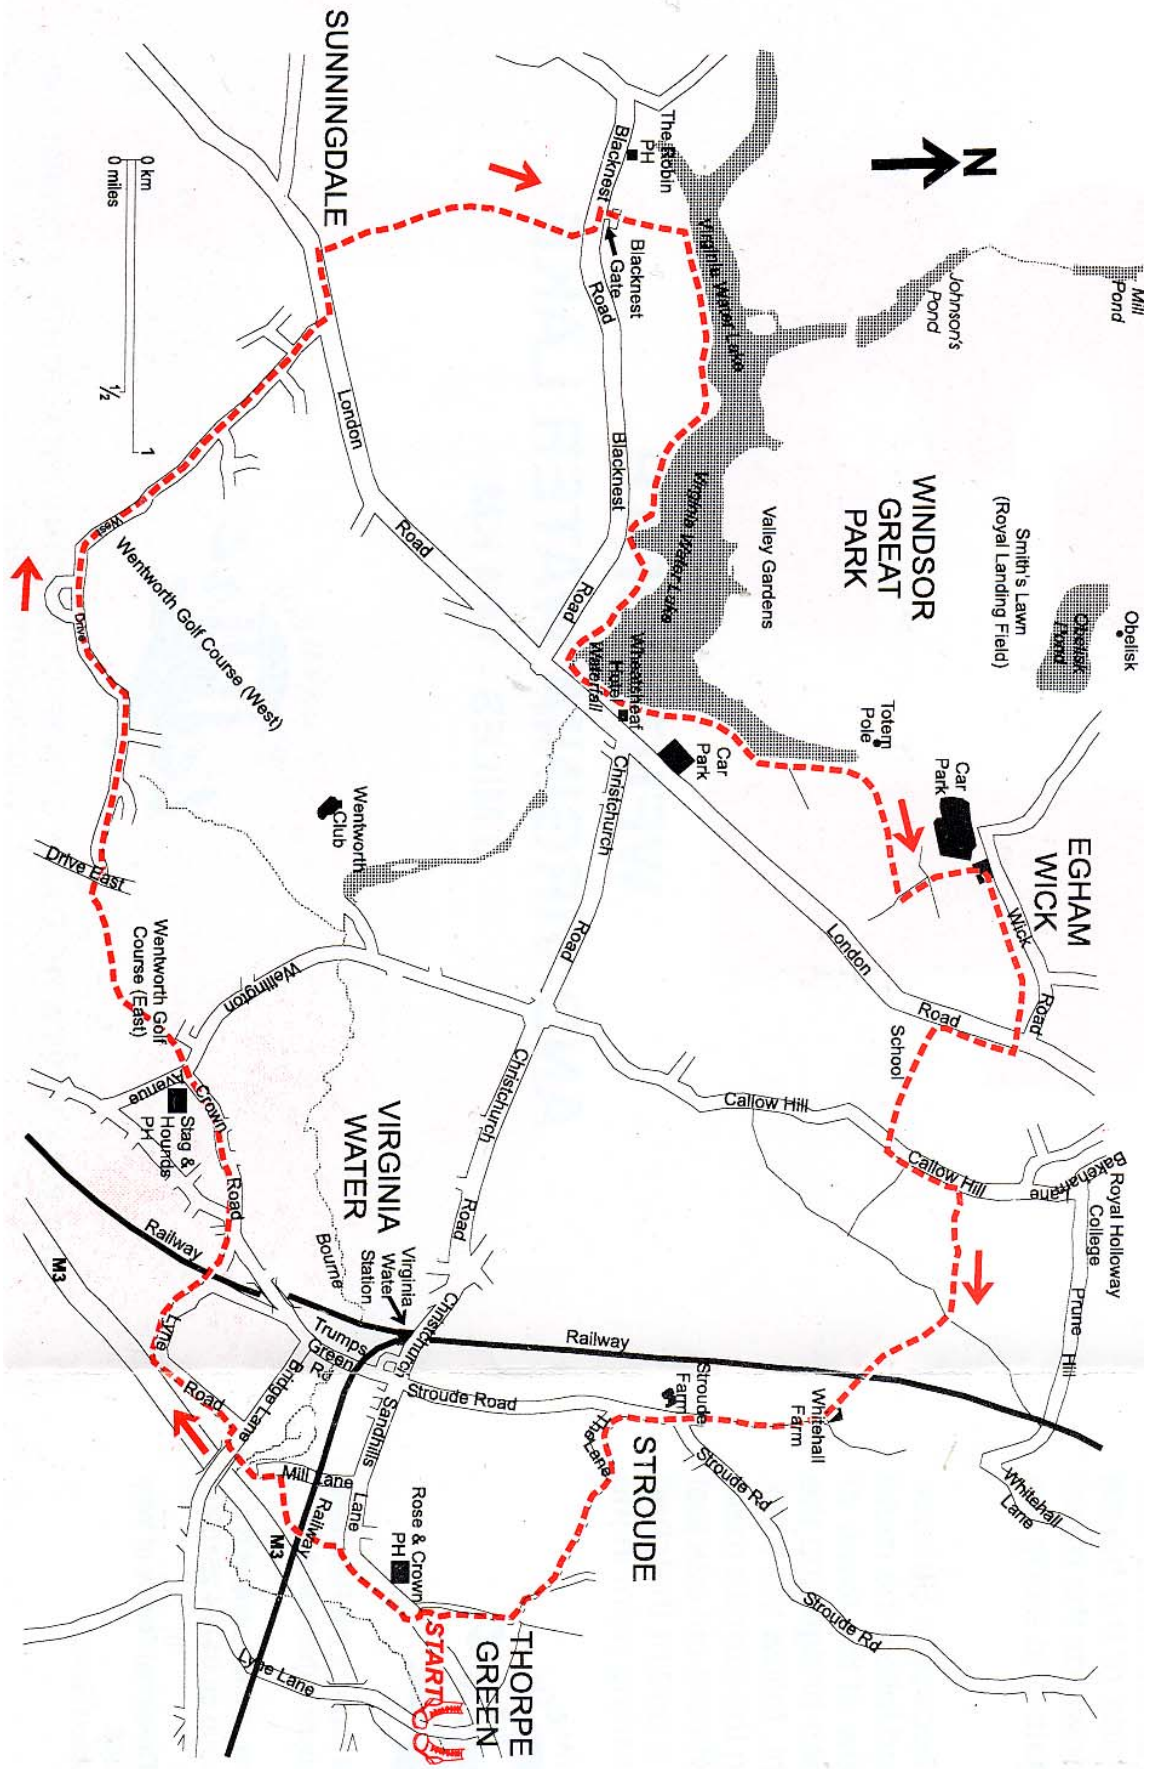 SUNNINGDALE
0 km
0 miles
½
1
N
The Robin
PH
Blacknest
Blacknest
Gate
Road
Blacknest
Road
Virginia Water Lake
Virginia Water Lake
Johnson's
Pond
Mill
Pond
WINDSOR
GREAT
PARK
Valley Gardens
Smith's Lawn
(Royal Landing Field)
Obelisk
Pond
Obelisk
Totem
Pole
Car
Park
EGHAM
WICK
Wick
Road
Wheatsheaf
Hotel
Waterfall
Car
Park
London
Road
London
Road
Christchurch
Road
Christchurch
Road
Christchurch
West
Drive
Wentworth Golf Course (West)
Wentworth
Club
Drive East
Wentworth Golf
Course (East)
Wellington
Avenue
Crown
Road
Stag &
Hounds
PH
School
Callow Hill
Callow Hill
Bakeham
Lane
Royal Holloway
College
Prune
Hill
Whitehall
Lane
VIRGINIA
WATER
Virginia
Water
Station
Bourne
Railway
Railway
Railway
M3
M3
Trumps
Green
Rd
Lyne
Road
Bridge Lane
Stroude Road
Stroude
Farm
Whitehall
Farm
The Lane
STROUDE
Stroude Rd
Stroude Rd
Sandhills
Lane
Mill Lane
Rose & Crown
PH
Lyne Lane
START
THORPE
GREEN